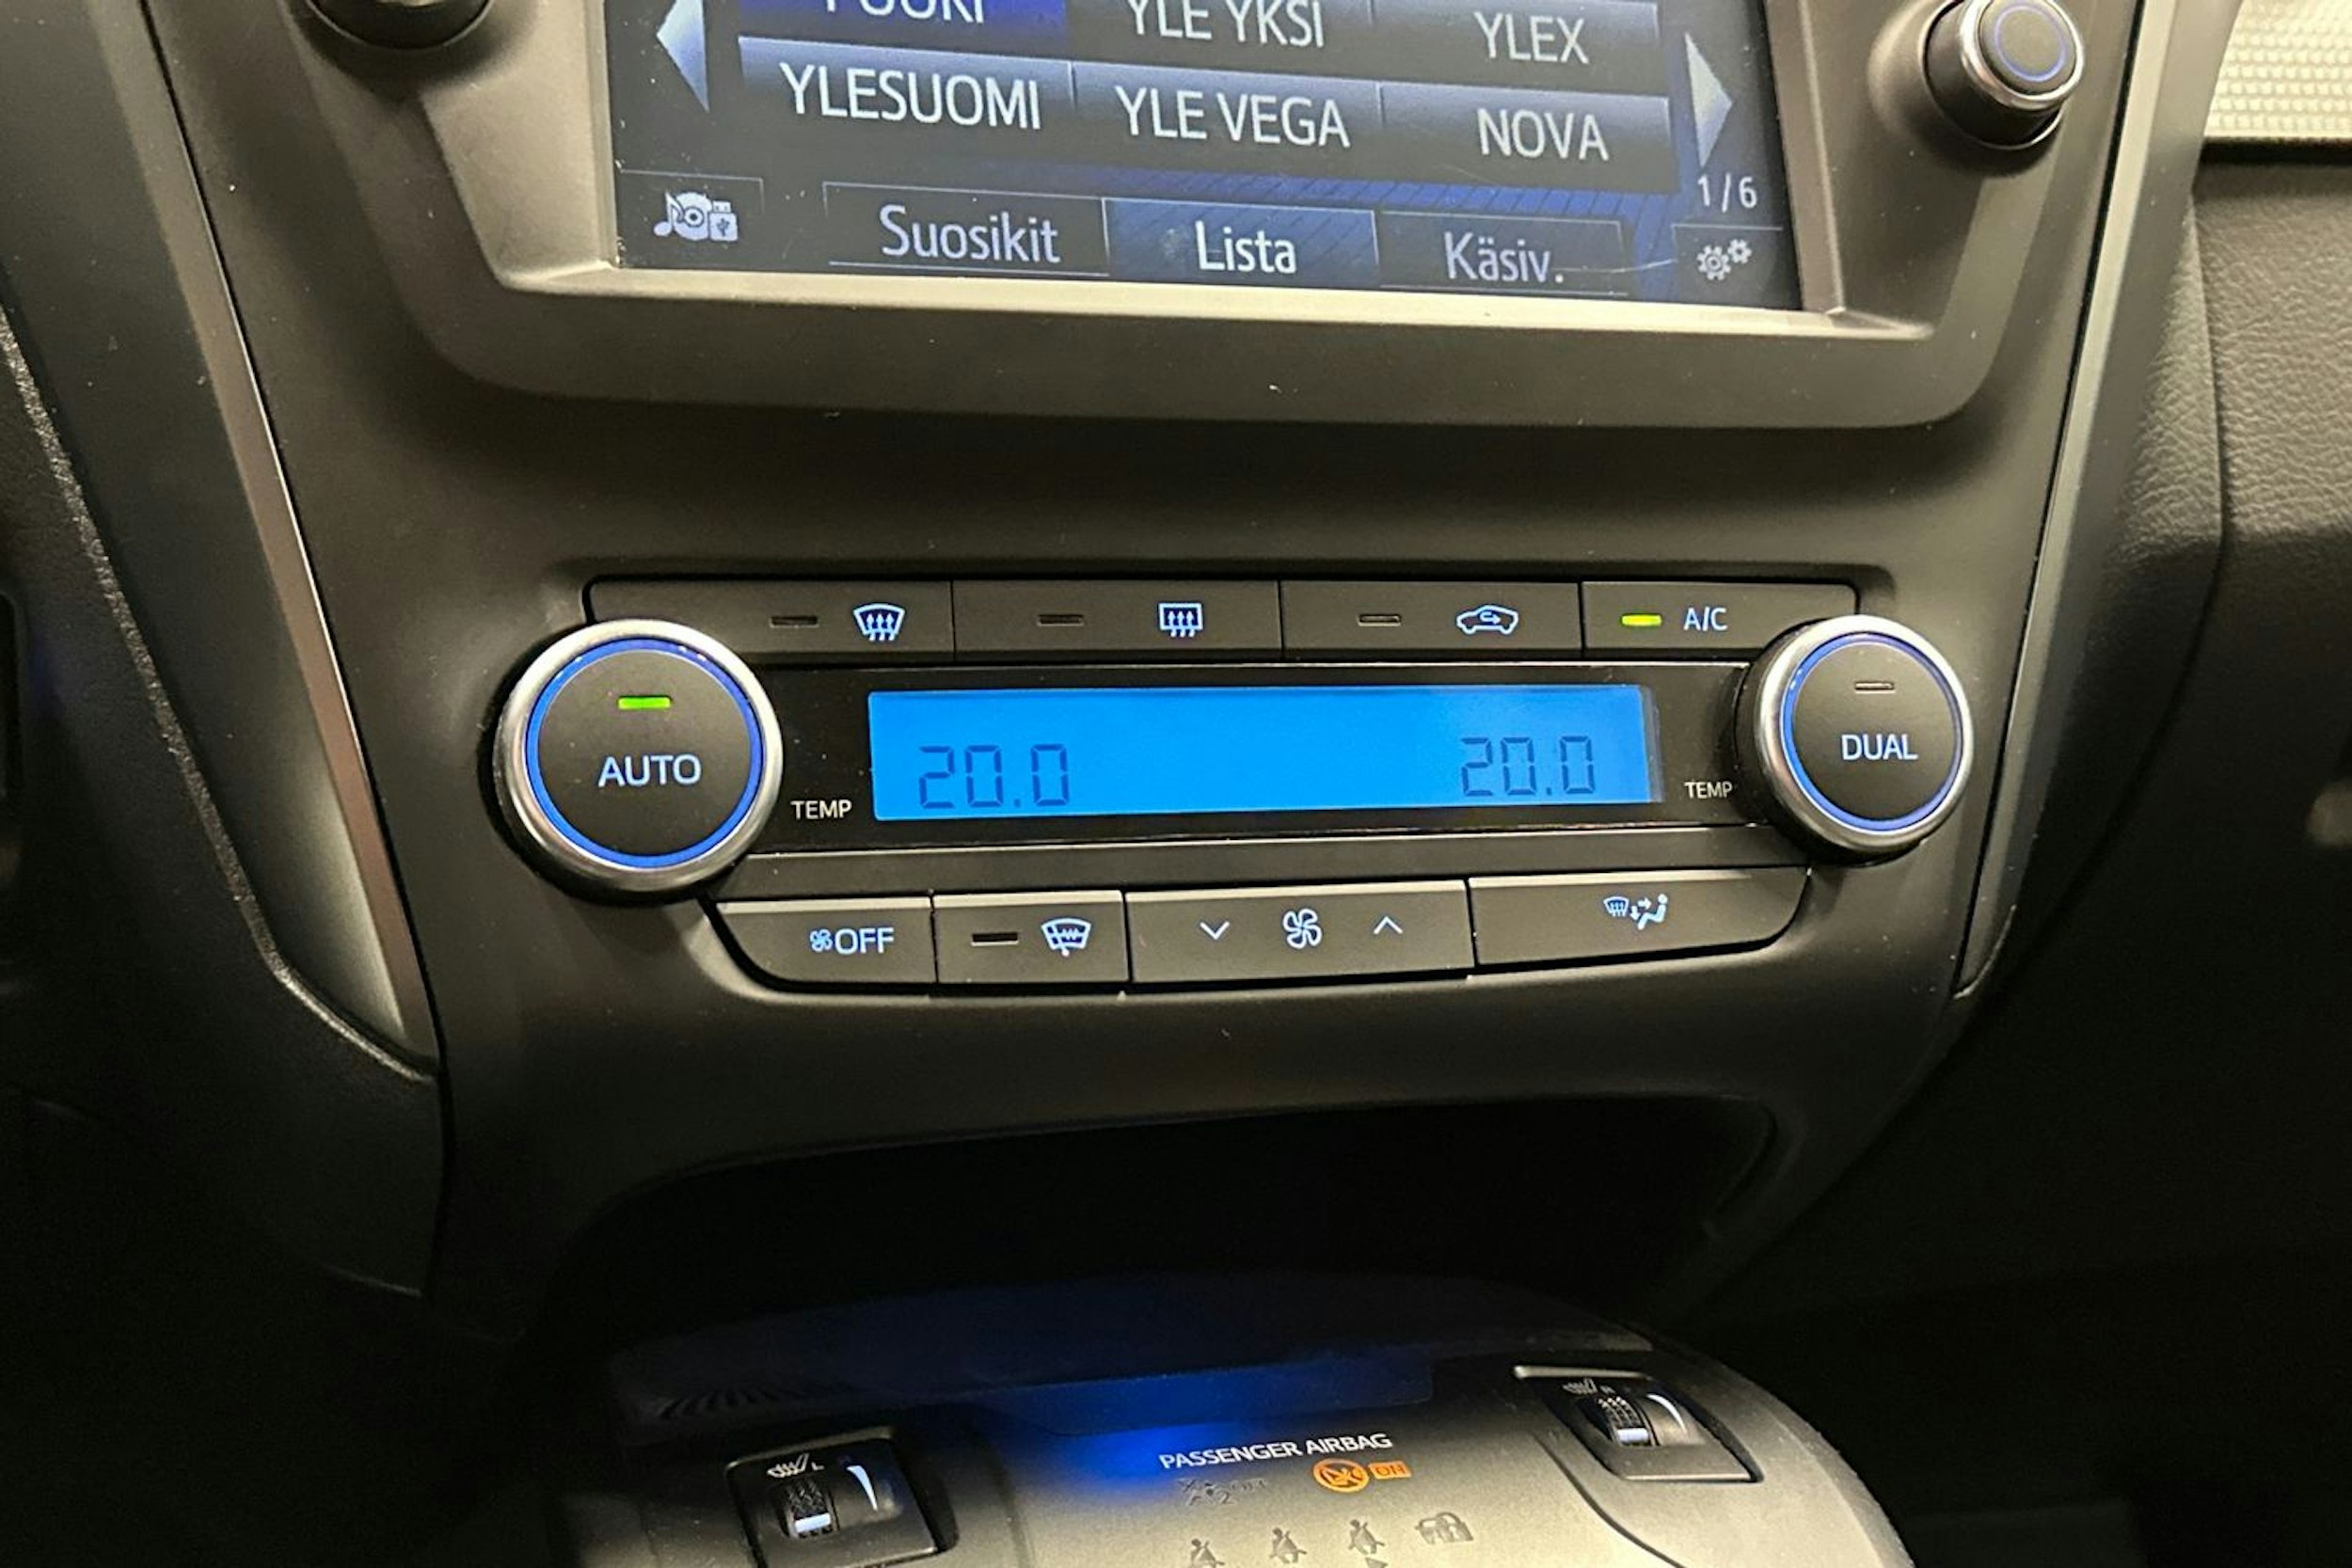 YLE YKSI YLEX
YLESUOMI YLE VEGA NOVA
1/6
Suosikit Lista Käsiv.
A/C
AUTO
TEMP 20.0 20.0 TEMP
DUAL
OFF
PASSENGER AIRBAG
ON
L R